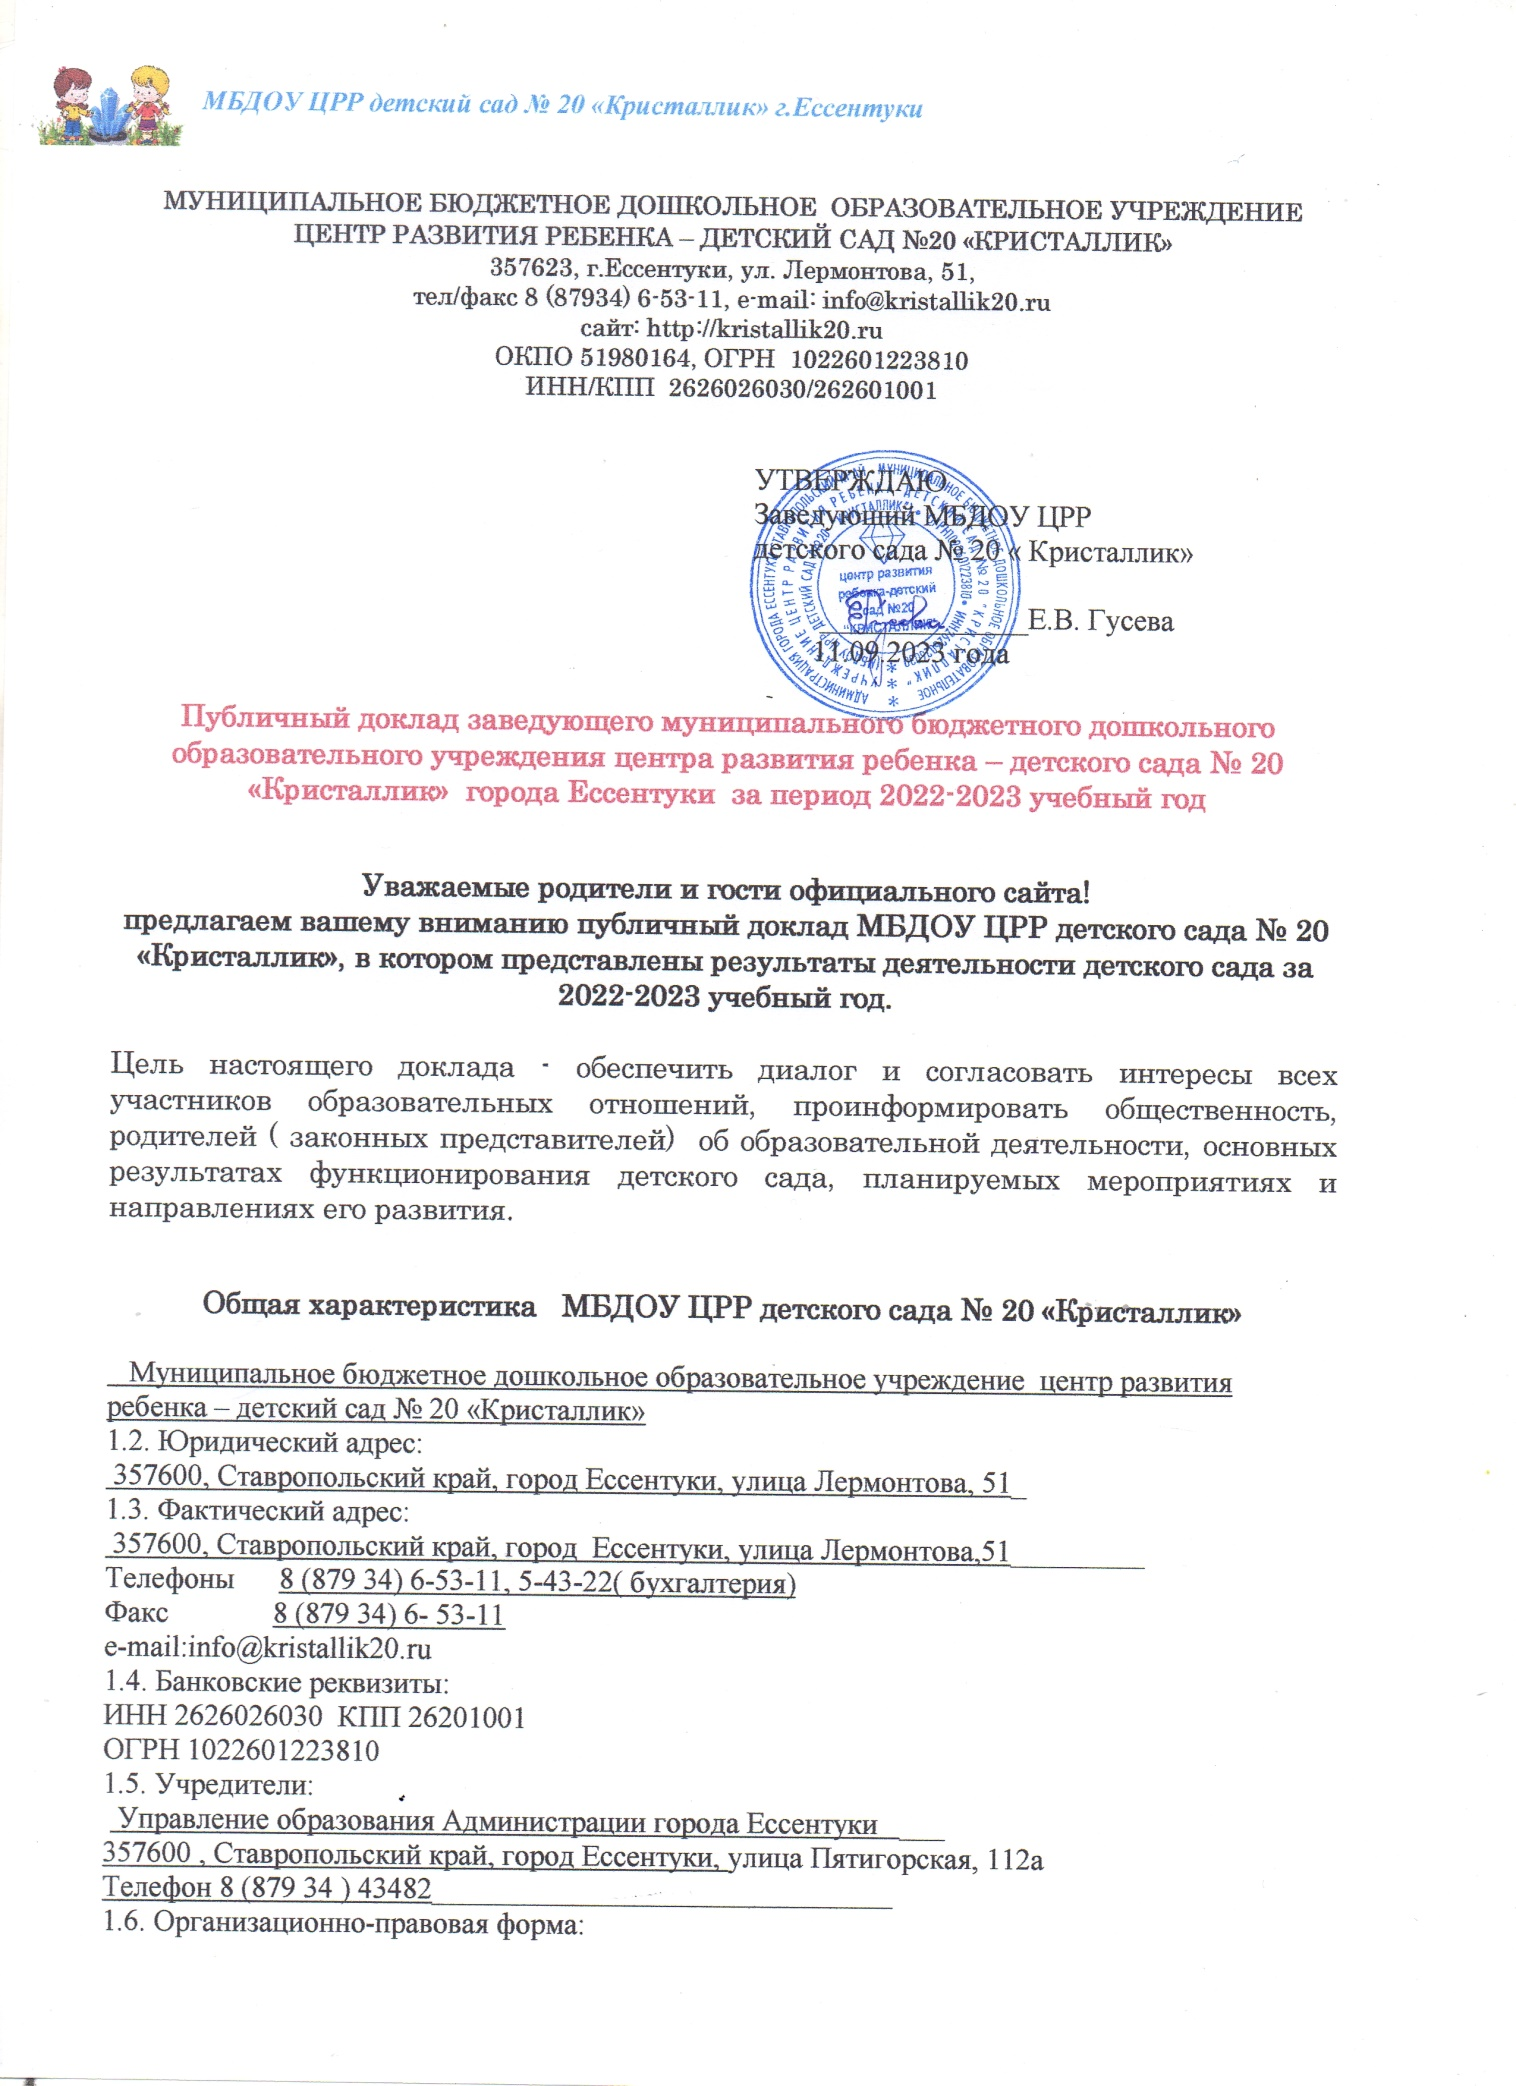 МБДОУ ЦРР детский сад № 20 «Кристаллик» г.Ессентуки
МУНИЦИПАЛЬНОЕ БЮДЖЕТНОЕ ДОШКОЛЬНОЕ  ОБРАЗОВАТЕЛЬНОЕ УЧРЕЖДЕНИЕ
ЦЕНТР РАЗВИТИЯ РЕБЕНКА – ДЕТСКИЙ САД №20 «КРИСТАЛЛИК»
357623, г.Ессентуки, ул. Лермонтова, 51,
тел/факс 8 (87934) 6-53-11, e-mail: info@kristallik20.ru
сайт: http://kristallik20.ru
ОКПО 51980164, ОГРН  1022601223810
ИНН/КПП  2626026030/262601001
УТВЕРЖДАЮ
Заведующий МБДОУ ЦРР
детского сада № 20 « Кристаллик»
центр развития
ребенка-детский
сад №20
"КРИСТАЛЛИК"
______________Е.В. Гусева
11.09.2023 года
Публичный доклад заведующего муниципального бюджетного дошкольного
образовательного учреждения центра развития ребенка – детского сада № 20
«Кристаллик»  города Ессентуки  за период 2022-2023 учебный год
Уважаемые родители и гости официального сайта!
предлагаем вашему вниманию публичный доклад МБДОУ ЦРР детского сада № 20
«Кристаллик», в котором представлены результаты деятельности детского сада за
2022-2023 учебный год.
Цель настоящего доклада - обеспечить диалог и согласовать интересы всех
участников образовательных отношений, проинформировать общественность,
родителей ( законных представителей)  об образовательной деятельности, основных
результатах функционирования детского сада, планируемых мероприятиях и
направлениях его развития.
Общая характеристика   МБДОУ ЦРР детского сада № 20 «Кристаллик»
Муниципальное бюджетное дошкольное образовательное учреждение  центр развития
ребенка – детский сад № 20 «Кристаллик»
1.2. Юридический адрес:
357600, Ставропольский край, город Ессентуки, улица Лермонтова, 51_
1.3. Фактический адрес:
357600, Ставропольский край, город  Ессентуки, улица Лермонтова,51_________
Телефоны      8 (879 34) 6-53-11, 5-43-22( бухгалтерия)
Факс              8 (879 34) 6- 53-11
e-mail:info@kristallik20.ru
1.4. Банковские реквизиты:
ИНН 2626026030  КПП 26201001
ОГРН 1022601223810
1.5. Учредители:
Управление образования Администрации города Ессентуки  ___
357600 , Ставропольский край, город Ессентуки, улица Пятигорская, 112а
Телефон 8 (879 34 ) 43482_______________________________
1.6. Организационно-правовая форма: